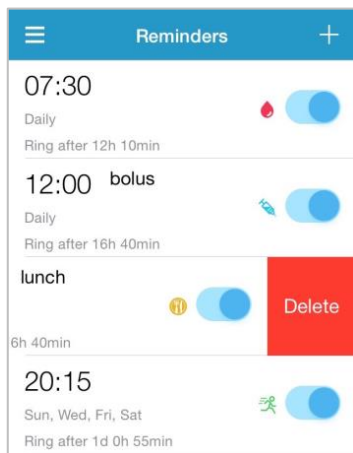 Reminders
07:30
Daily
Ring after 12h 10min
12:00 bolus
Daily
Ring after 16h 40min
lunch
Delete
6h 40min
20:15
Sun, Wed, Fri, Sat
Ring after 1d 0h 55min